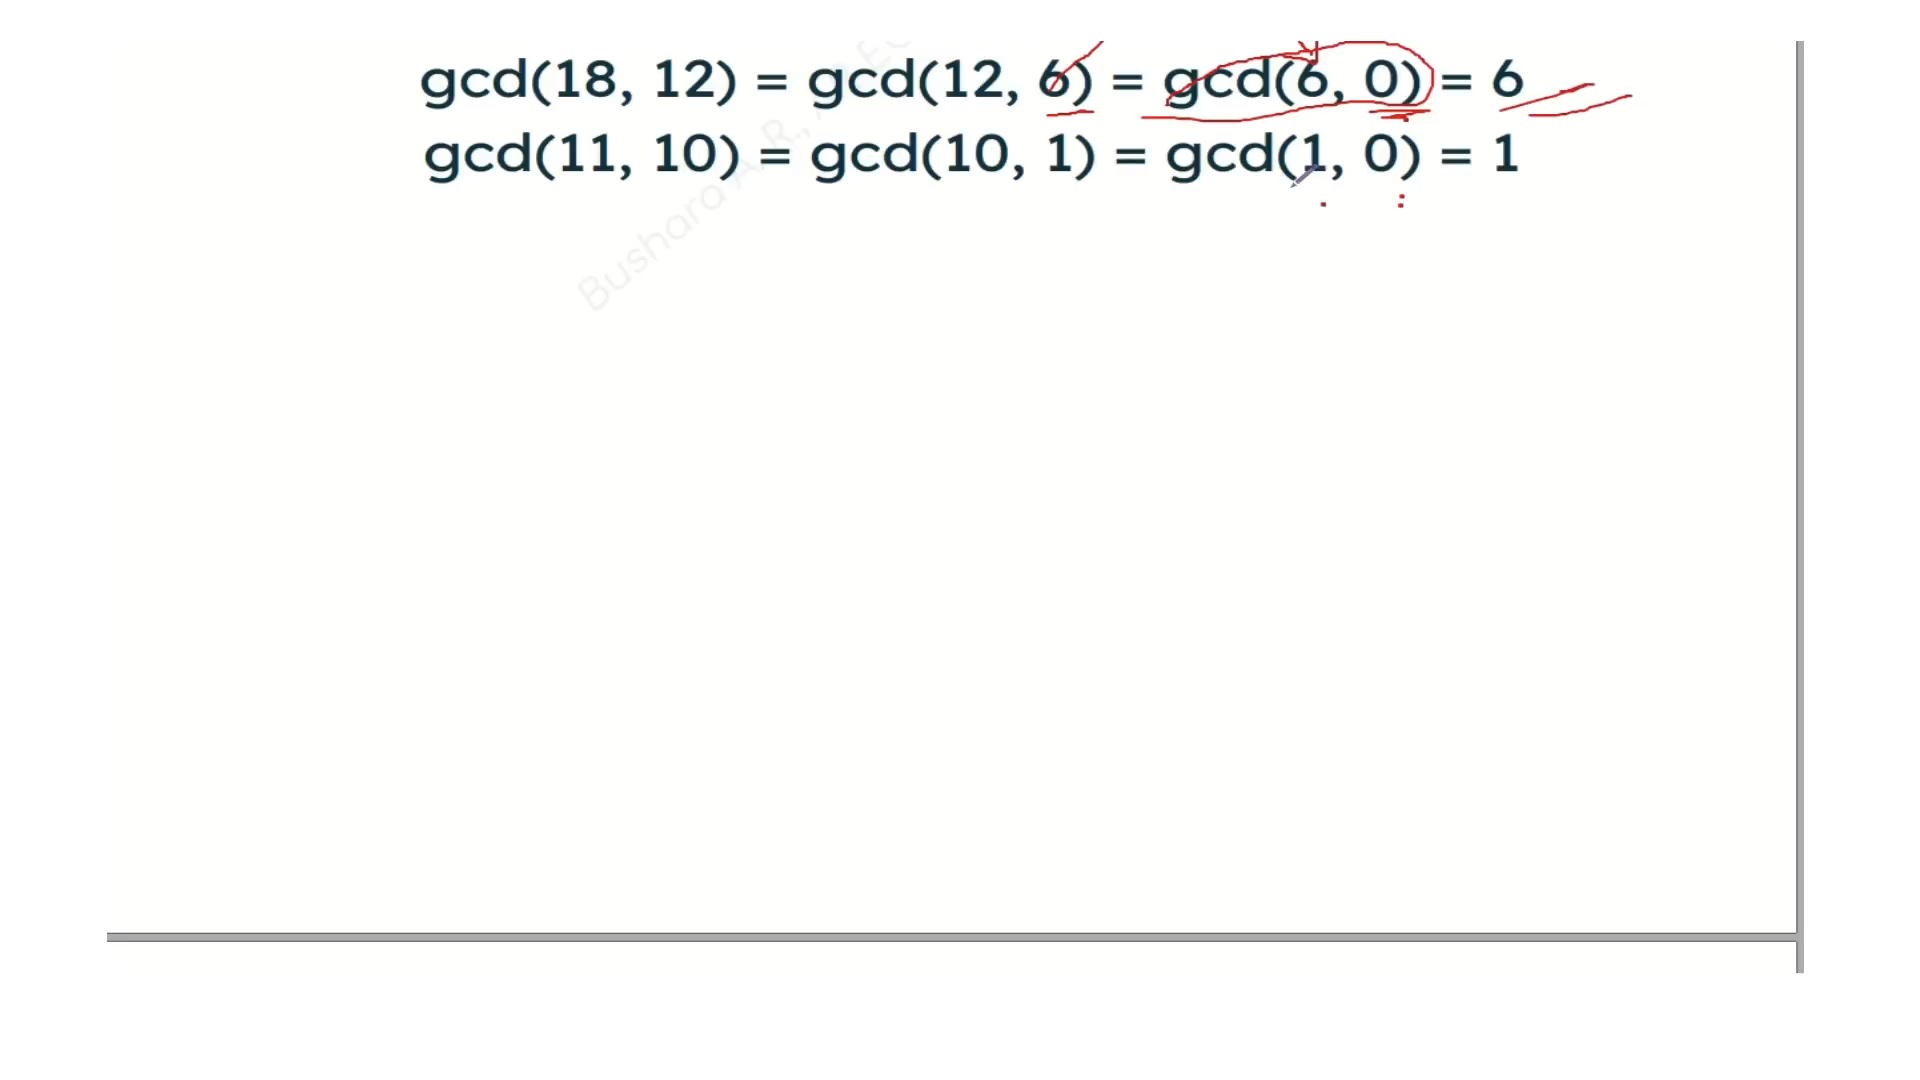 gcd(18, 12) = gcd(12, 6) = gcd(6, 0) = 6
gcd(11, 10) = gcd(10, 1) = gcd(1, 0) = 1
Bushara A. R.,